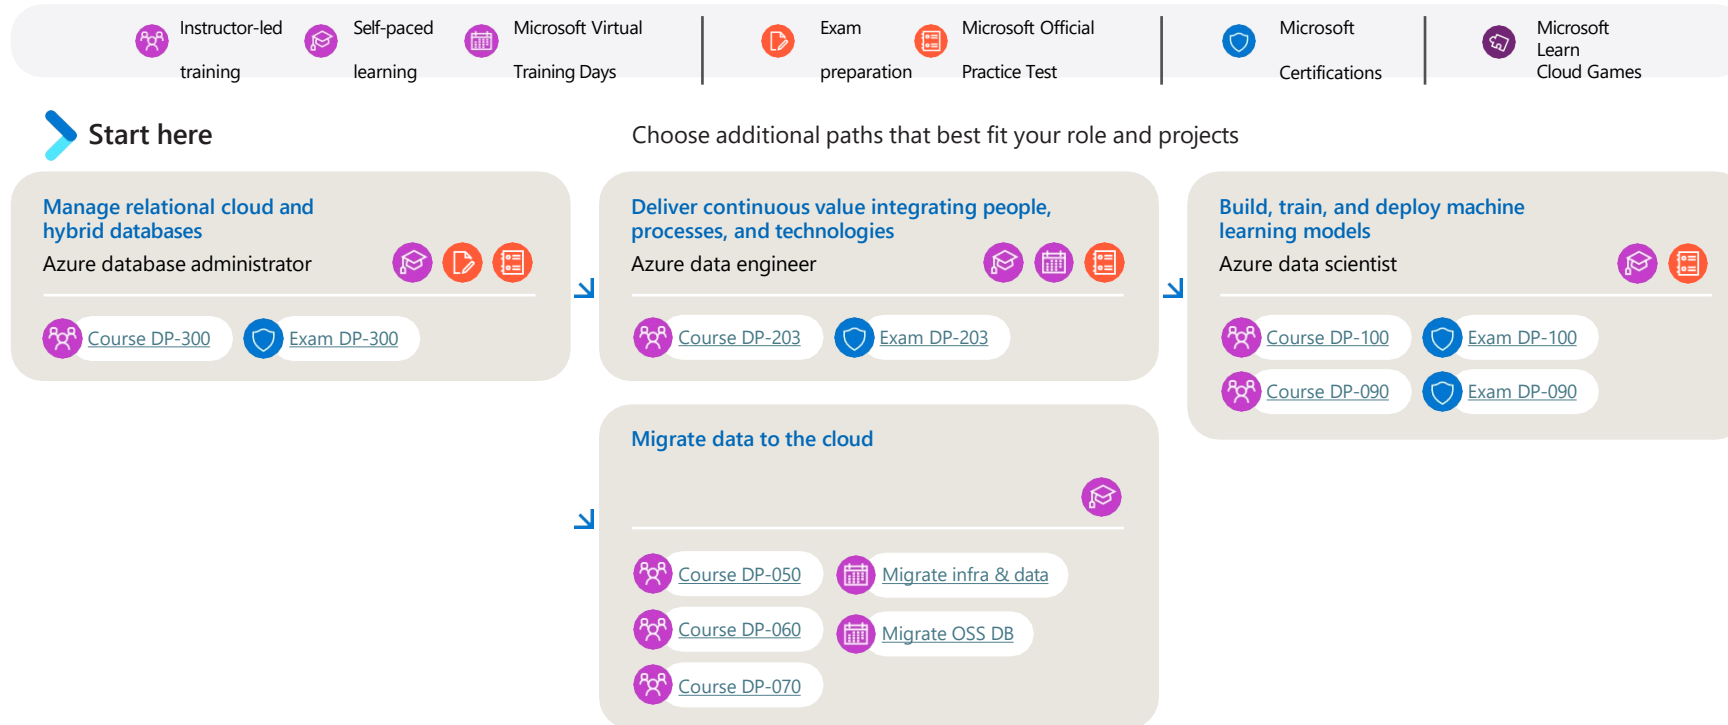 Instructor-led
training
Self-paced
learning
Microsoft Virtual
Training Days
Exam
preparation
Microsoft Official
Practice Test
Microsoft
Certifications
Microsoft
Learn
Cloud Games
Start here
Choose additional paths that best fit your role and projects
Manage relational cloud and
hybrid databases
Azure database administrator
Course DP-300
Exam DP-300
Deliver continuous value integrating people,
processes, and technologies
Azure data engineer
Course DP-203
Exam DP-203
Build, train, and deploy machine
learning models
Azure data scientist
Course DP-100
Exam DP-100
Course DP-090
Exam DP-090
Migrate data to the cloud
Course DP-050
Migrate infra & data
Course DP-060
Migrate OSS DB
Course DP-070